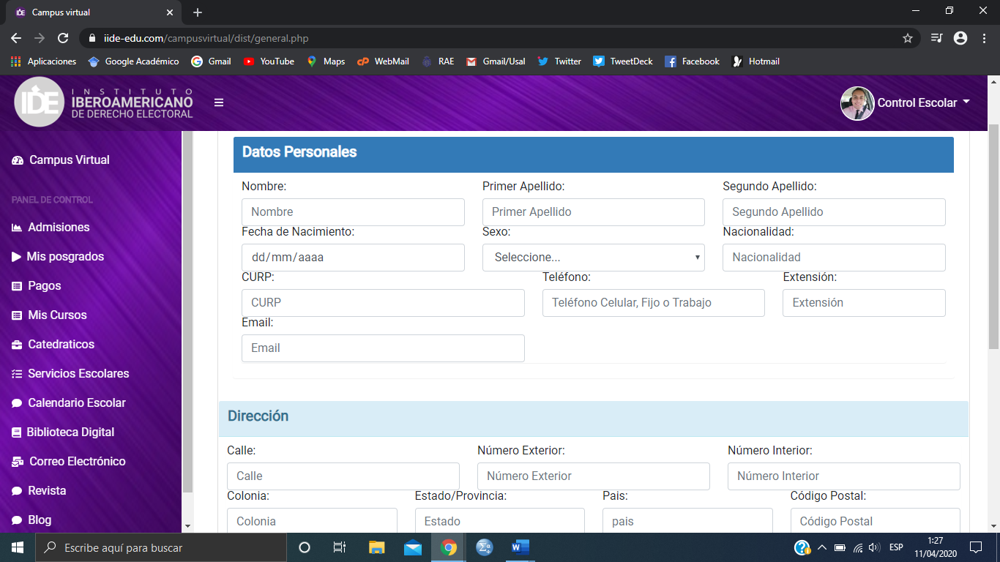 Campus virtual
iide-edu.com/campusvirtual/dist/general.php
Aplicaciones Google Académico Gmail YouTube Maps WebMail RAE Gmail/Usal Twitter TweetDeck Facebook Hotmail
IDE INSTITUTO
IBEROAMERICANO
DE DERECHO ELECTORAL
Control Escolar
Campus Virtual
PANEL DE CONTROL
Admisiones
Mis posgrados
Pagos
Mis Cursos
Catedraticos
Servicios Escolares
Calendario Escolar
Biblioteca Digital
Correo Electrónico
Revista
Blog
Datos Personales
Nombre: Primer Apellido: Segundo Apellido:
Nombre Primer Apellido Segundo Apellido
Fecha de Nacimiento: Sexo: Nacionalidad:
dd/mm/aaaa Seleccione... Nacionalidad
CURP: Teléfono: Extensión:
CURP Teléfono Celular, Fijo o Trabajo Extensión
Email:
Email
Dirección
Calle: Número Exterior: Número Interior:
Calle Número Exterior Número Interior
Colonia: Estado/Provincia: Pais: Código Postal:
Colonia Estado pais Código Postal
Escribe aquí para buscar
ESP
1:27
11/04/2020